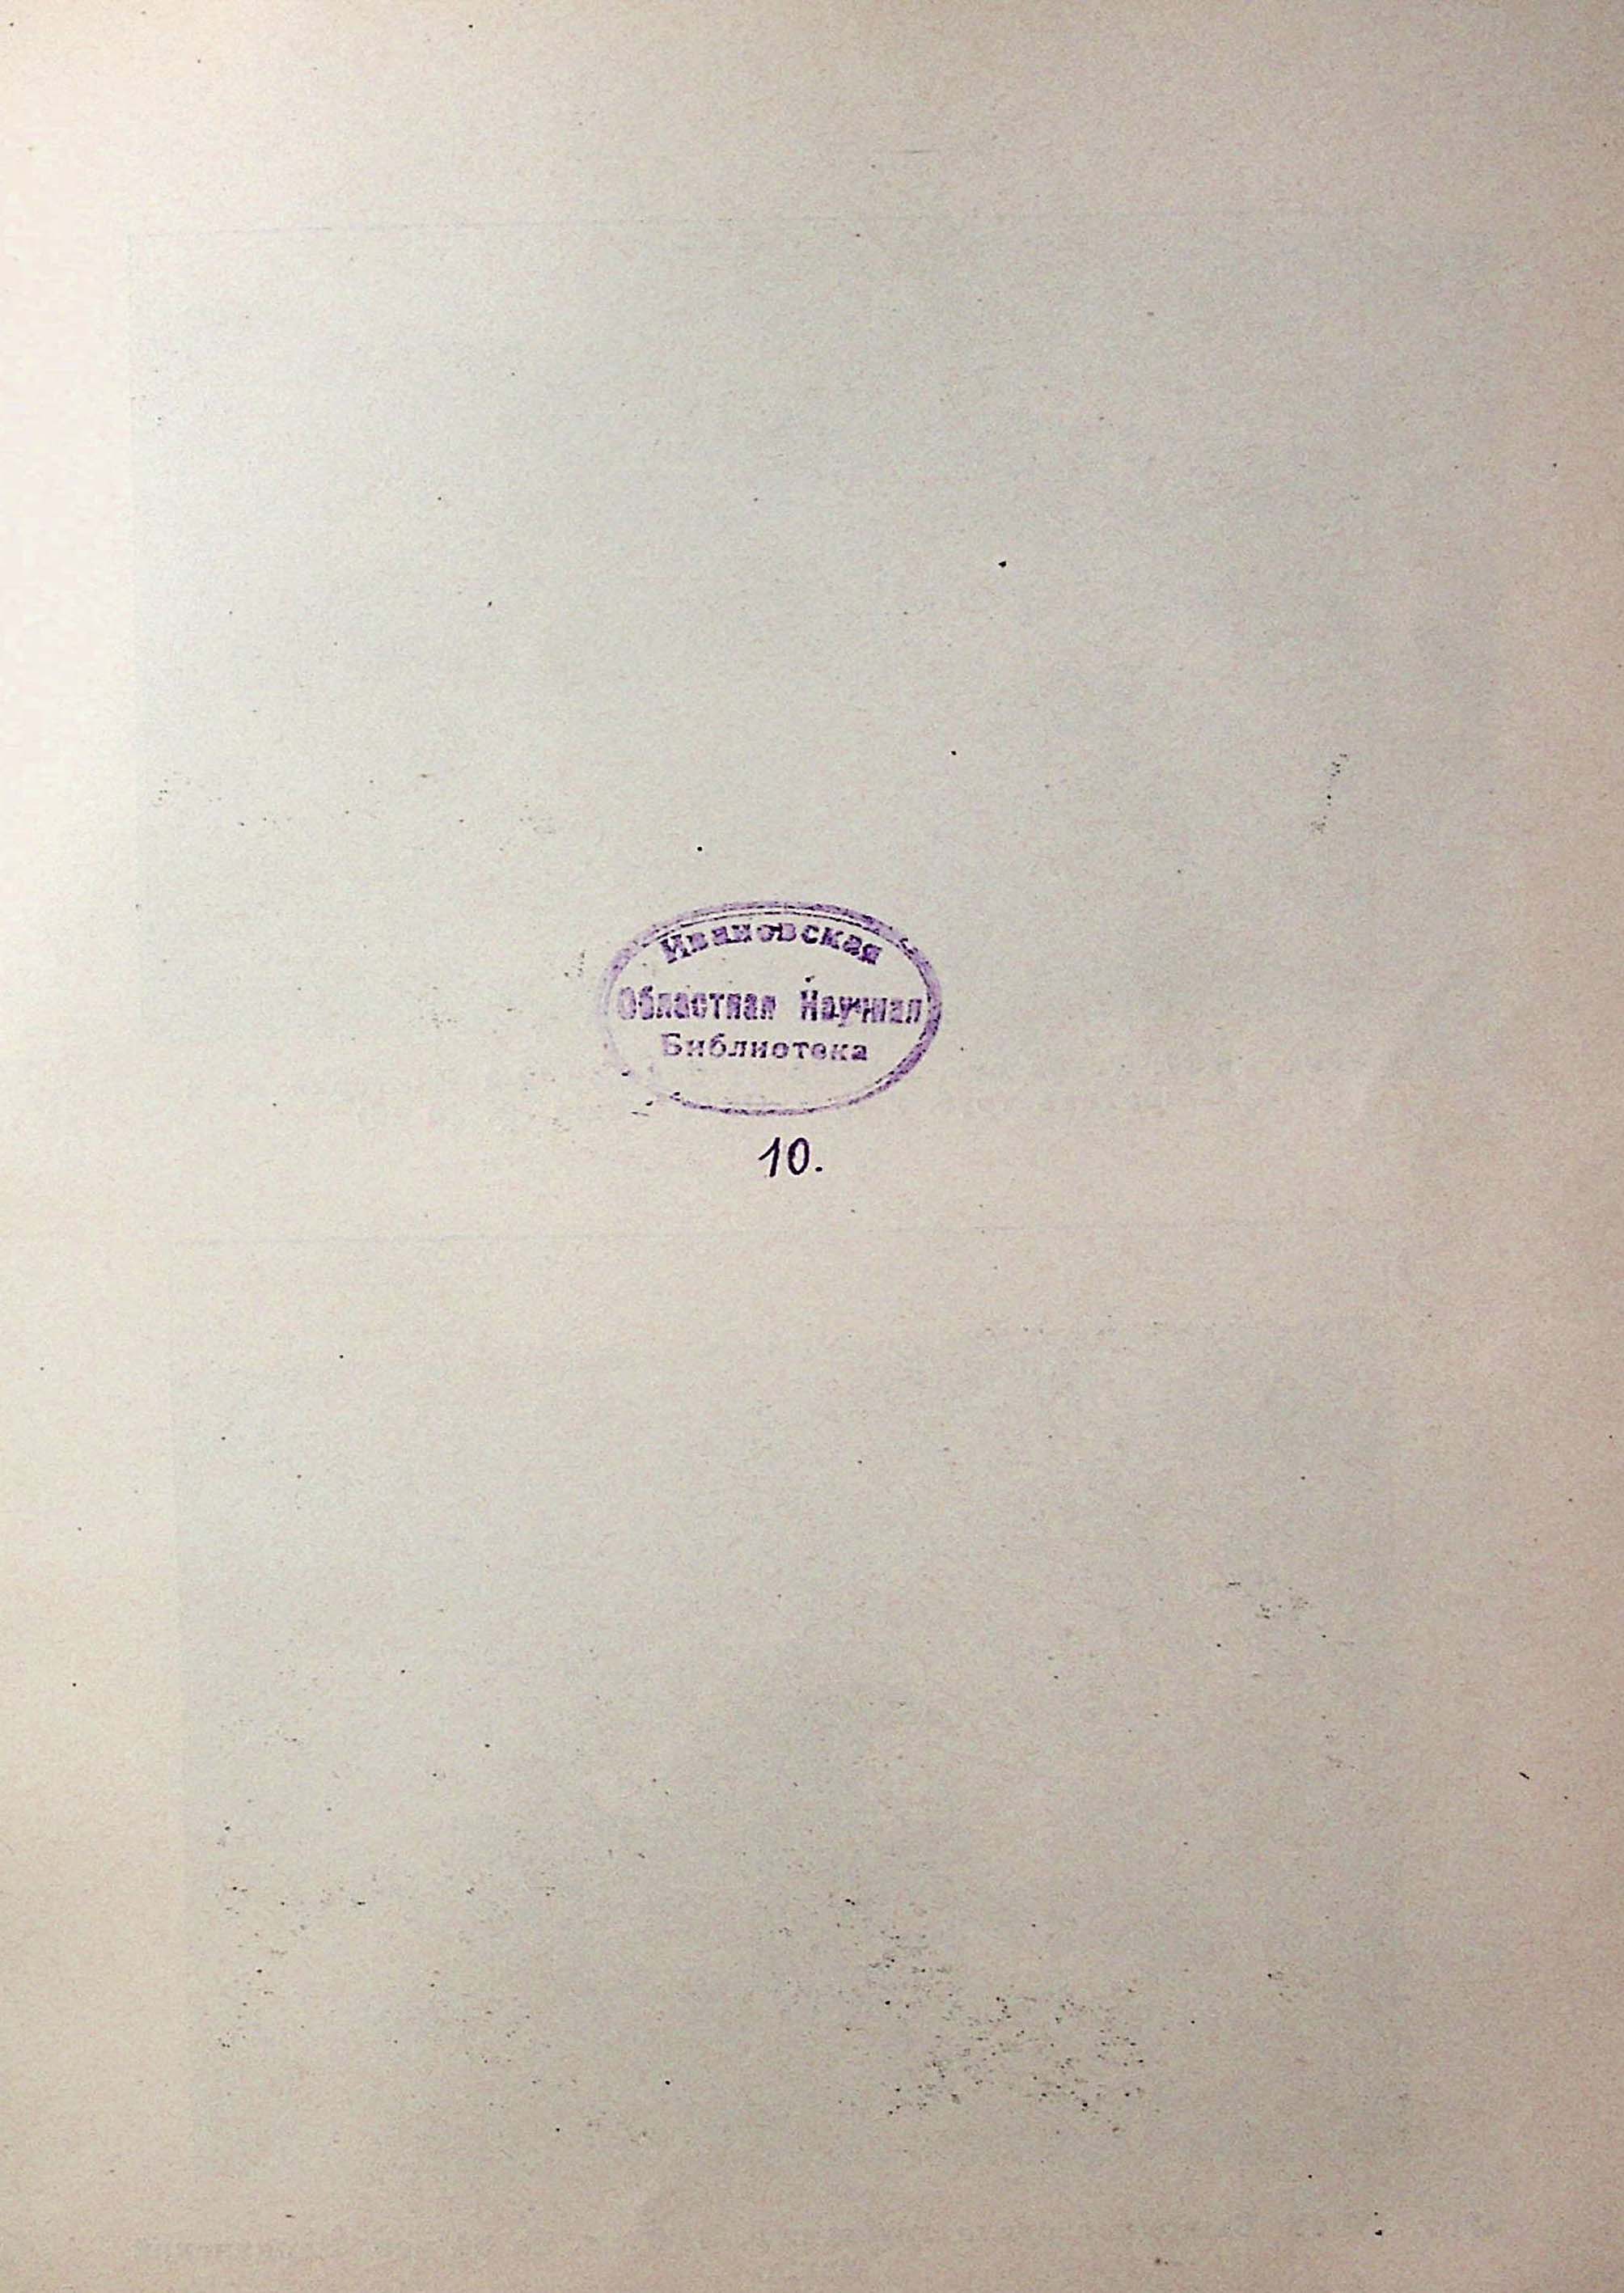 Ивановская
Областная Научная
Библиотека
10.